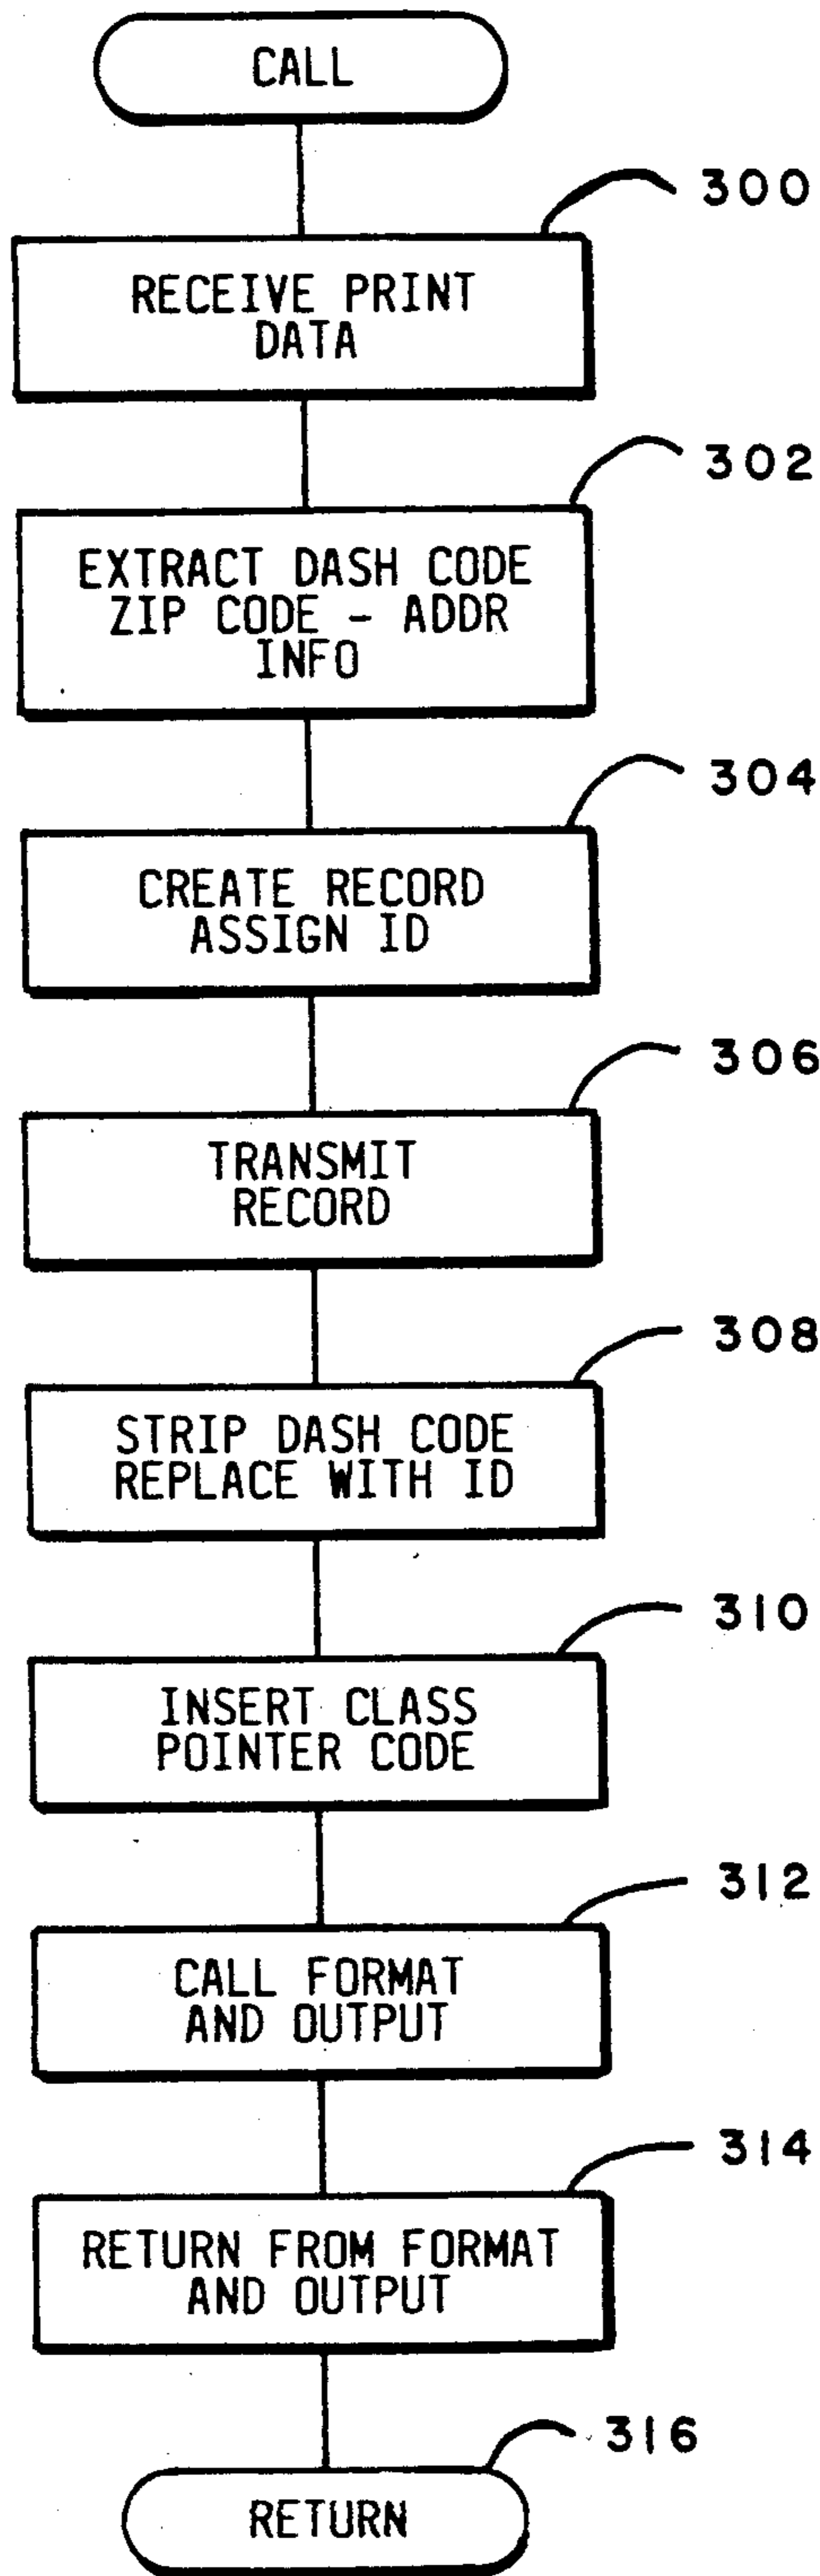 CALL
300
RECEIVE PRINT
DATA
302
EXTRACT DASH CODE
ZIP CODE - ADDR
INFO
304
CREATE RECORD
ASSIGN ID
306
TRANSMIT
RECORD
308
STRIP DASH CODE
REPLACE WITH ID
310
INSERT CLASS
POINTER CODE
312
CALL FORMAT
AND OUTPUT
314
RETURN FROM FORMAT
AND OUTPUT
316
RETURN